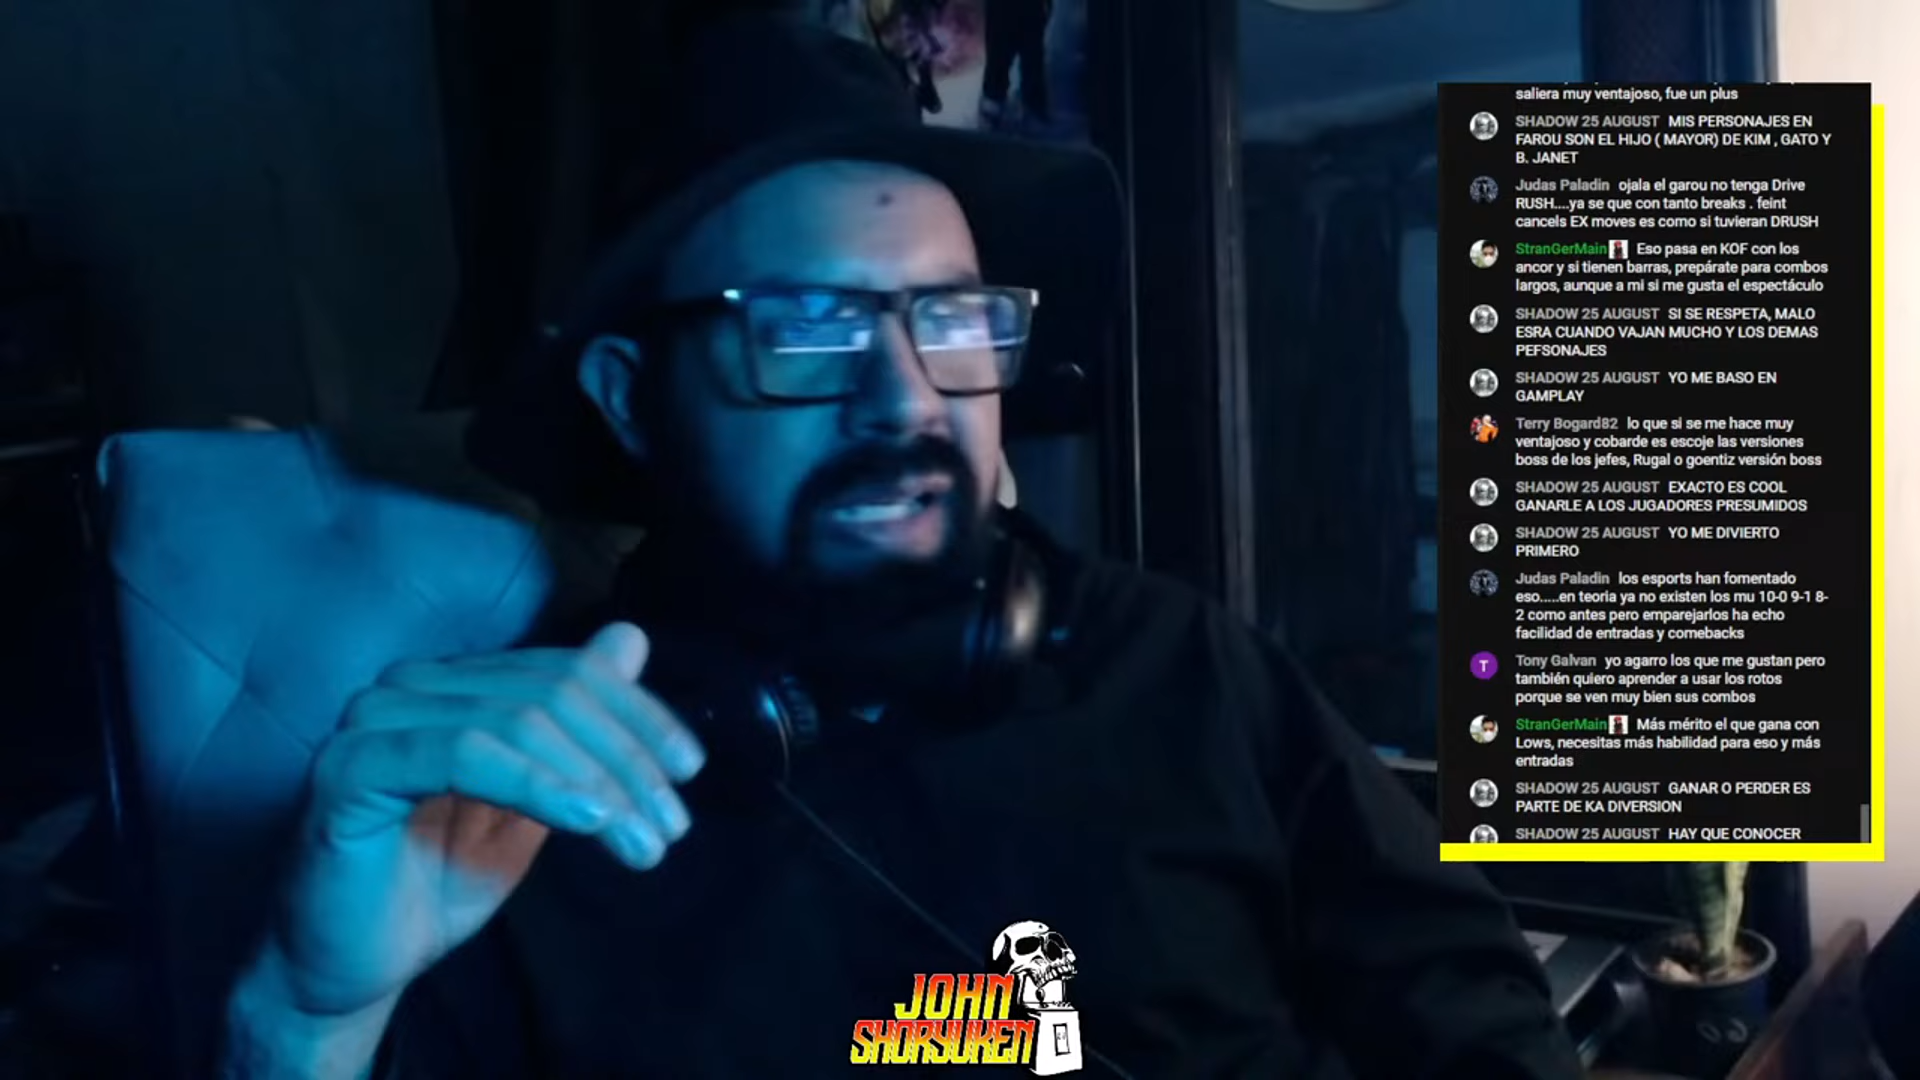 saliera muy ventajoso, fue un plus
SHADOW 25 AUGUST MIS PERSONAJES EN
FAROU SON EL HIJO ( MAYOR) DE KIM , GATO Y
B. JANET
Judas Paladin ojala el garou no tenga Drive
RUSH....ya se que con tanto breaks . feint
cancels EX moves es como si tuvieran DRUSH
StranGerMain Eso pasa en KOF con los
ancor y si tienen barras, prepárate para combos
largos, aunque a mi si me gusta el espectáculo
SHADOW 25 AUGUST SI SE RESPETA, MALO
ESRA CUANDO VAJAN MUCHO Y LOS DEMAS
PEFSONAJES
SHADOW 25 AUGUST YO ME BASO EN
GAMPLAY
Terry Bogard82 lo que si se me hace muy
ventajoso y cobarde es escoje las versiones
boss de los jefes, Rugal o goentiz versión boss
SHADOW 25 AUGUST EXACTO ES COOL
GANARLE A LOS JUGADORES PRESUMIDOS
SHADOW 25 AUGUST YO ME DIVIERTO
PRIMERO
Judas Paladin los esports han fomentado
eso.....en teoria ya no existen los mu 10-0 9-1 8-
2 como antes pero emparejarlos ha echo
facilidad de entradas y comebacks
T Tony Galvan yo agarro los que me gustan pero
también quiero aprender a usar los rotos
porque se ven muy bien sus combos
StranGerMain Más mérito el que gana con
Lows, necesitas más habilidad para eso y más
entradas
SHADOW 25 AUGUST GANAR O PERDER ES
PARTE DE KA DIVERSION
SHADOW 25 AUGUST HAY QUE CONOCER
JOHN
SHORYUKEN